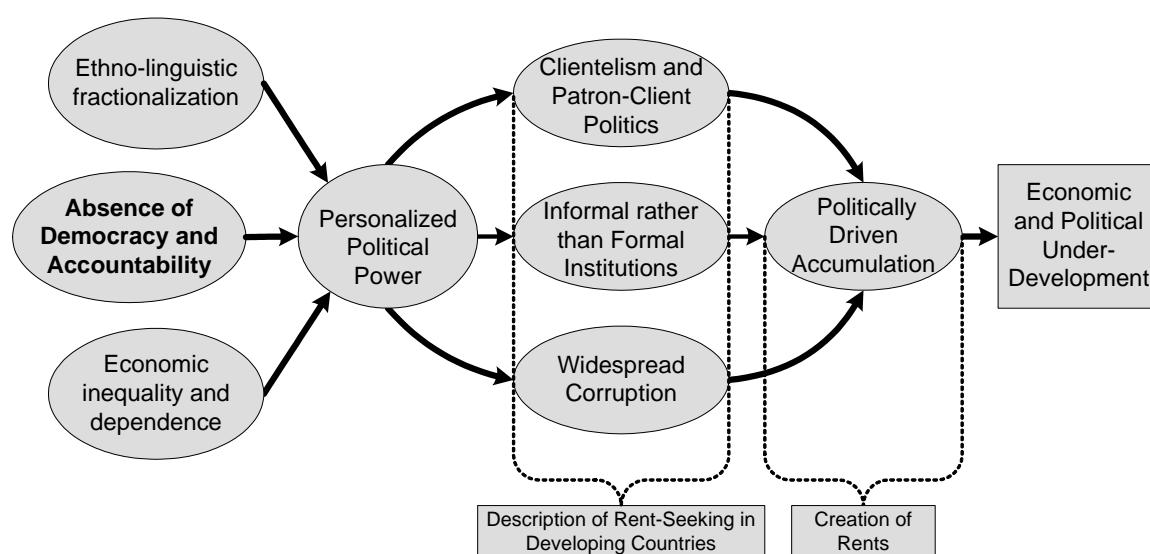 Ethno-linguistic
fractionalization
Absence of
Democracy and
Accountability
Economic
inequality and
dependence
Personalized
Political
Power
Clientelism and
Patron-Client
Politics
Informal rather
than Formal
Institutions
Widespread
Corruption
Politically
Driven
Accumulation
Economic
and Political
Under-
Development
Description of Rent-Seeking in
Developing Countries
Creation of
Rents